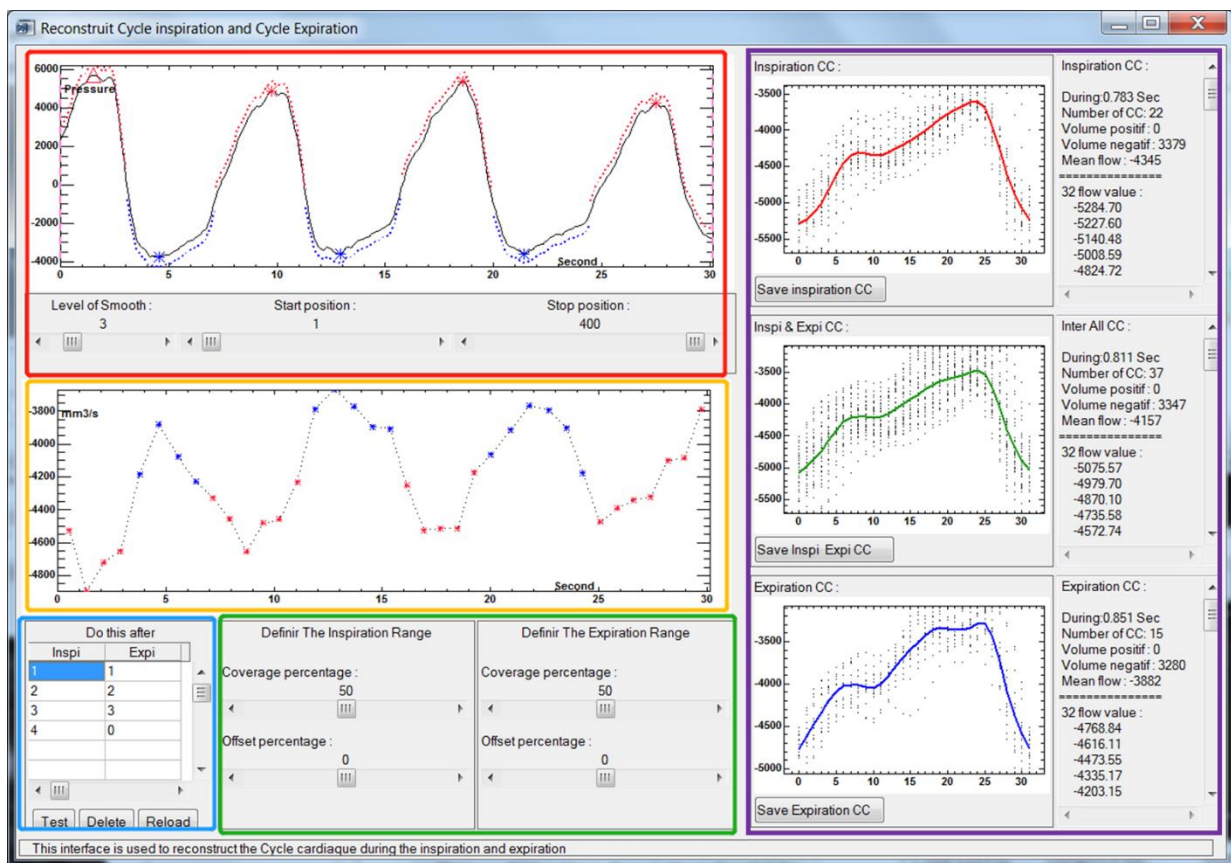 Reconstruit Cycle inspiration and Cycle Expiration
6000
4000
2000
0
-2000
-4000
Pressure
Second
0 5 10 15 20 25 30
Level of Smooth :
3
Start position :
1
Stop position :
400
-3800
-4000
-4200
-4400
-4600
-4800
mm3/s
Second
0 5 10 15 20 25 30
Do this after
Inspi Expi
1 1
2 2
3 3
4 0
Test Delete Reload
Definir The Inspiration Range
Coverage percentage :
50
Offset percentage :
0
Definir The Expiration Range
Coverage percentage :
50
Offset percentage :
0
Inspiration CC :
-3500
-4000
-4500
-5000
-5500
0 5 10 15 20 25 30
Save inspiration CC
Inspiration CC :
During:0.783 Sec
Number of CC: 22
Volume positif : 0
Volume negatif : 3379
Mean flow : -4345
===============
32 flow value :
-5284.70
-5227.60
-5140.48
-5008.59
-4824.72
Inspi & Expi CC :
-3500
-4000
-4500
-5000
-5500
0 5 10 15 20 25 30
Save Inspi Expi CC
Inter All CC :
During:0.811 Sec
Number of CC: 37
Volume positif : 0
Volume negatif : 3347
Mean flow : -4157
===============
32 flow value :
-5075.57
-4979.70
-4870.10
-4735.58
-4572.74
Expiration CC :
-3500
-4000
-4500
-5000
0 5 10 15 20 25 30
Save Expiration CC
Expiration CC :
During:0.851 Sec
Number of CC: 15
Volume positif : 0
Volume negatif : 3280
Mean flow : -3882
===============
32 flow value :
-4768.84
-4616.11
-4473.55
-4335.17
-4203.15
This interface is used to reconstruct the Cycle cardiaque during the inspiration and expiration